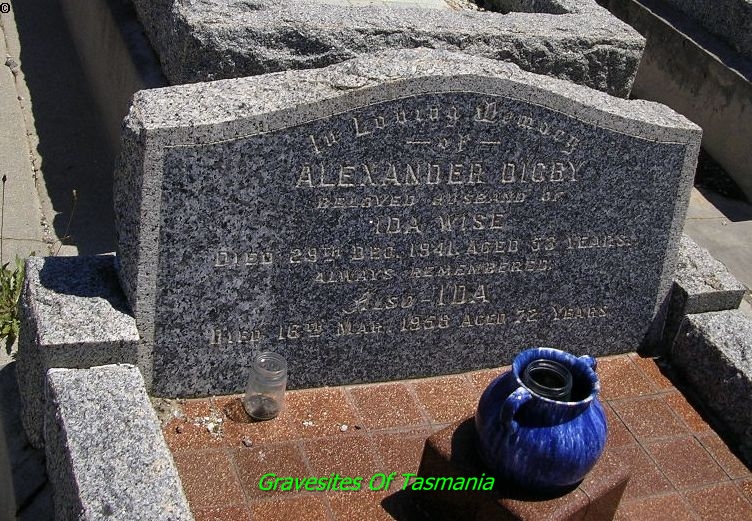 ©
In Loving Memory
— of —
ALEXANDER DIGBY
BELOVED HUSBAND OF
IDA WISE
DIED 29TH DEC. 1941. AGED 53 YEARS.
ALWAYS REMEMBERED.
ALSO - IDA
DIED 16TH MAR. 1958 AGED 72 YEARS
Gravesites Of Tasmania